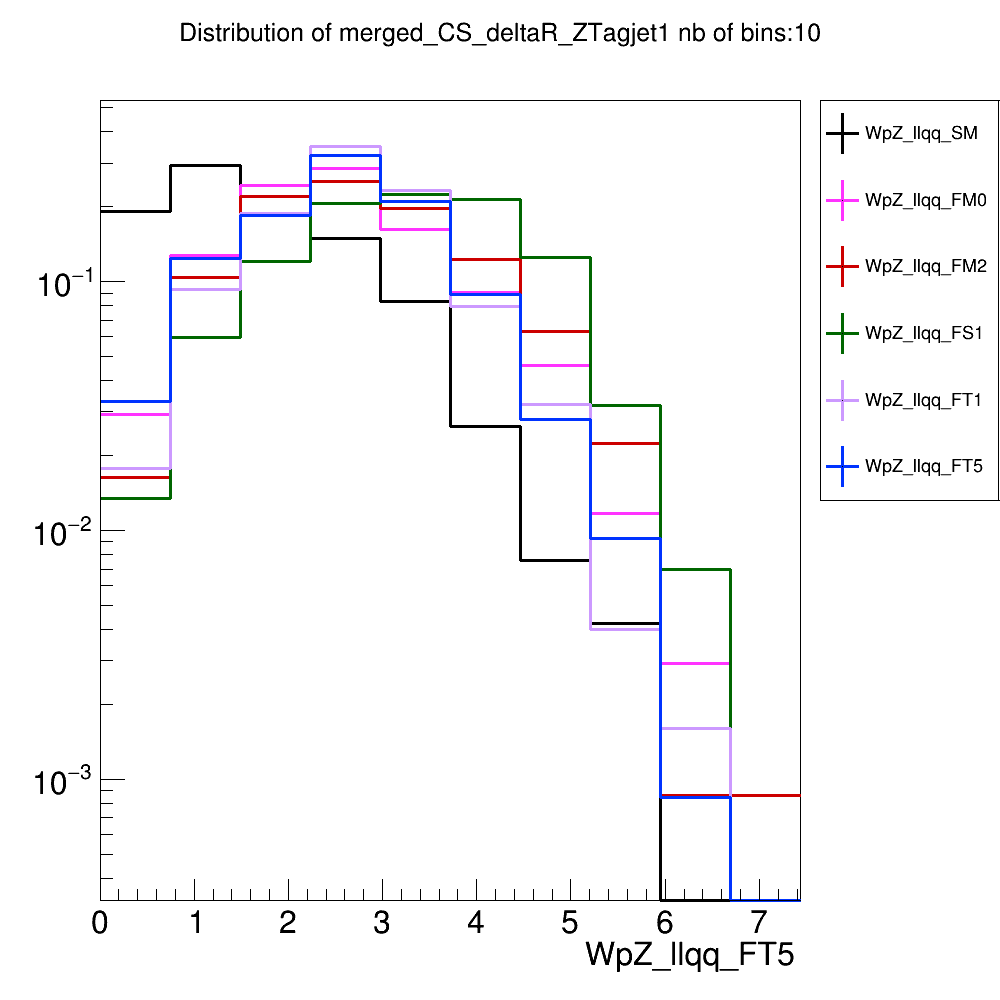 Distribution of merged_CS_deltaR_ZTagjet1 nb of bins:10
WpZ_llqq_SM
WpZ_llqq_FM0
WpZ_llqq_FM2
WpZ_llqq_FS1
WpZ_llqq_FT1
WpZ_llqq_FT5
10⁻¹
10⁻²
10⁻³
0 1 2 3 4 5 6 7
WpZ_llqq_FT5